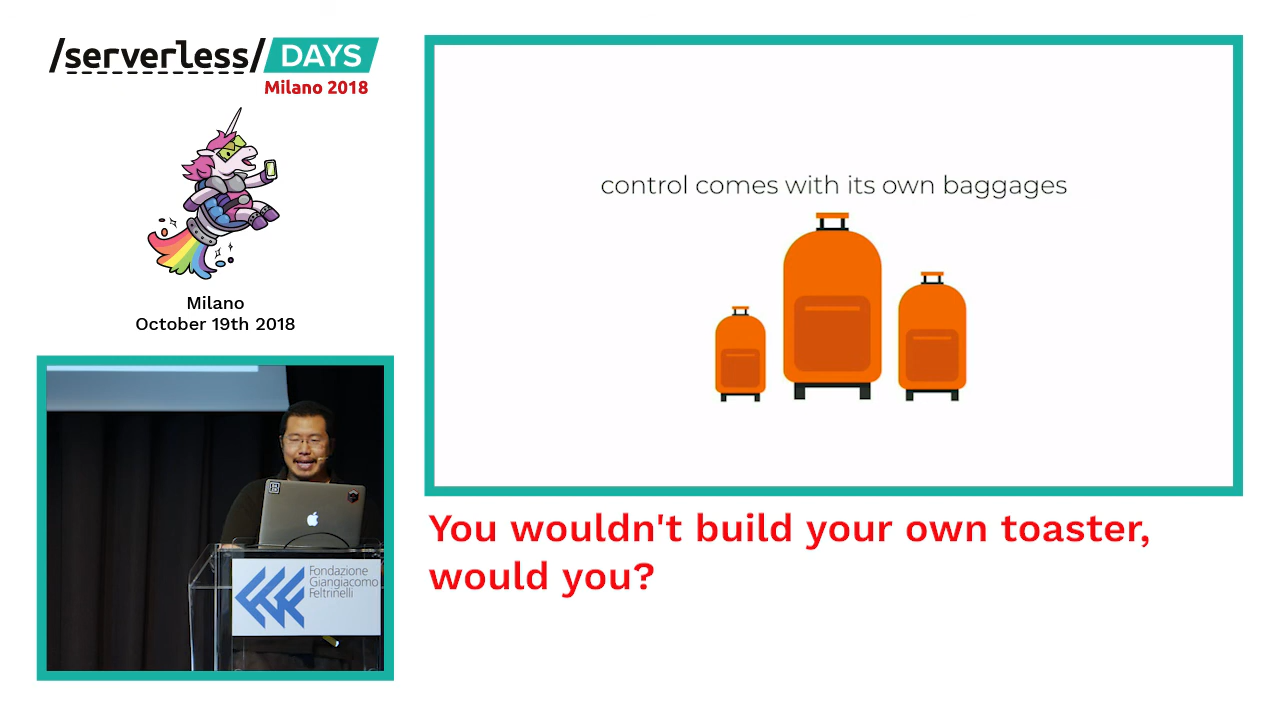 /serverless/ DAYS
Milano 2018
Milano
October 19th 2018
control comes with its own baggages
You wouldn't build your own toaster,
would you?
Fondazione
Giangiacomo
Feltrinelli